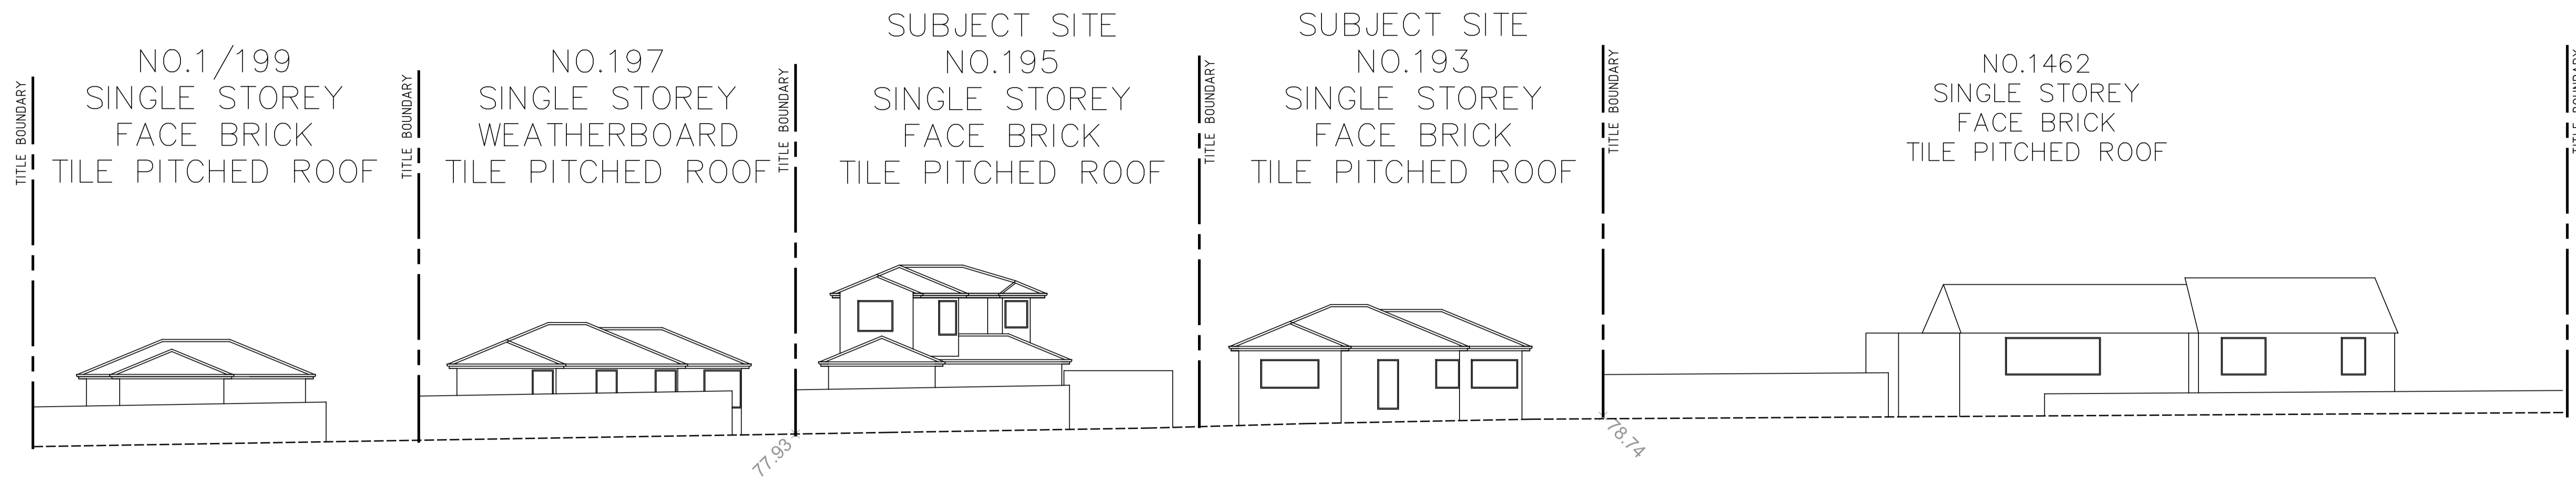 TITLE BOUNDARY
NO.1/199
SINGLE STOREY
FACE BRICK
TILE PITCHED ROOF
TITLE BOUNDARY
NO.197
SINGLE STOREY
WEATHERBOARD
TILE PITCHED ROOF
TITLE BOUNDARY
SUBJECT SITE
NO.195
SINGLE STOREY
FACE BRICK
TILE PITCHED ROOF
TITLE BOUNDARY
SUBJECT SITE
NO.193
SINGLE STOREY
FACE BRICK
TILE PITCHED ROOF
TITLE BOUNDARY
NO.1462
SINGLE STOREY
FACE BRICK
TILE PITCHED ROOF
TITLE BOUNDARY
77.93
78.74